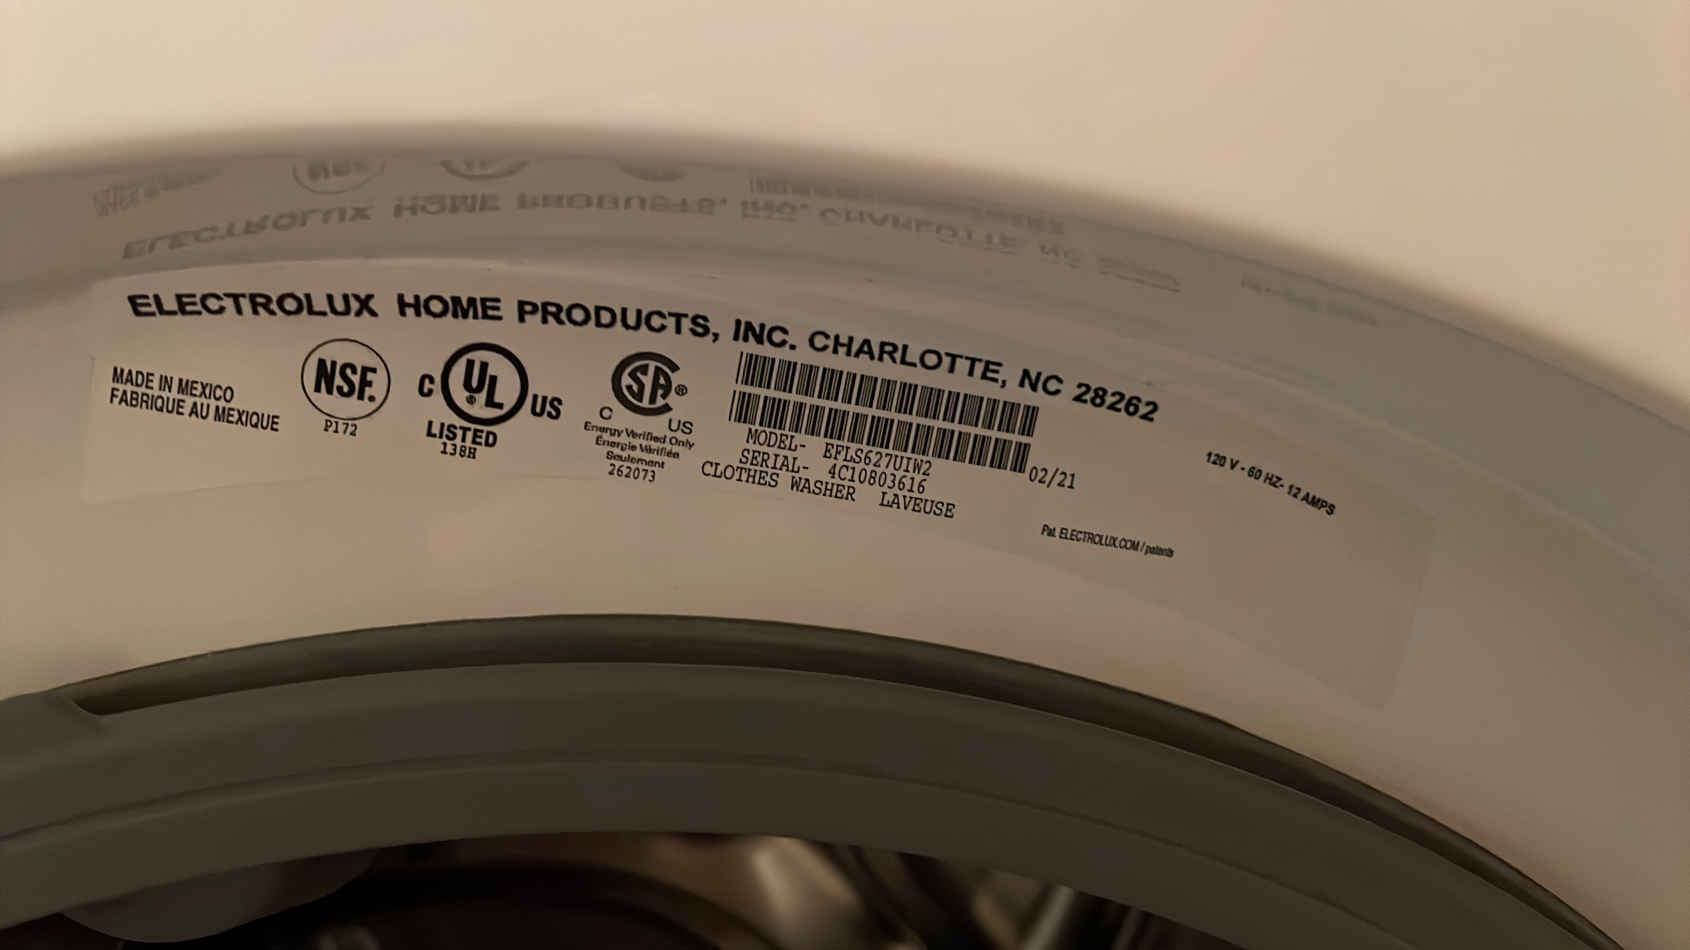 ELECTROLUX HOME PRODUCTS, INC. CHARLOTTE, NC 28262
MADE IN MEXICO
FABRIQUE AU MEXIQUE
NSF.
P172
C UL ® US
LISTED
138H
SA ®
C US
Energy Verified Only
Énergie Vérifiée
Seulement
262073
MODEL- EFLS627UIW2
SERIAL- 4C10803616
CLOTHES WASHER LAVEUSE
02/21
120 V - 60 HZ- 12 AMPS
Pat. ELECTROLUX.COM / patents